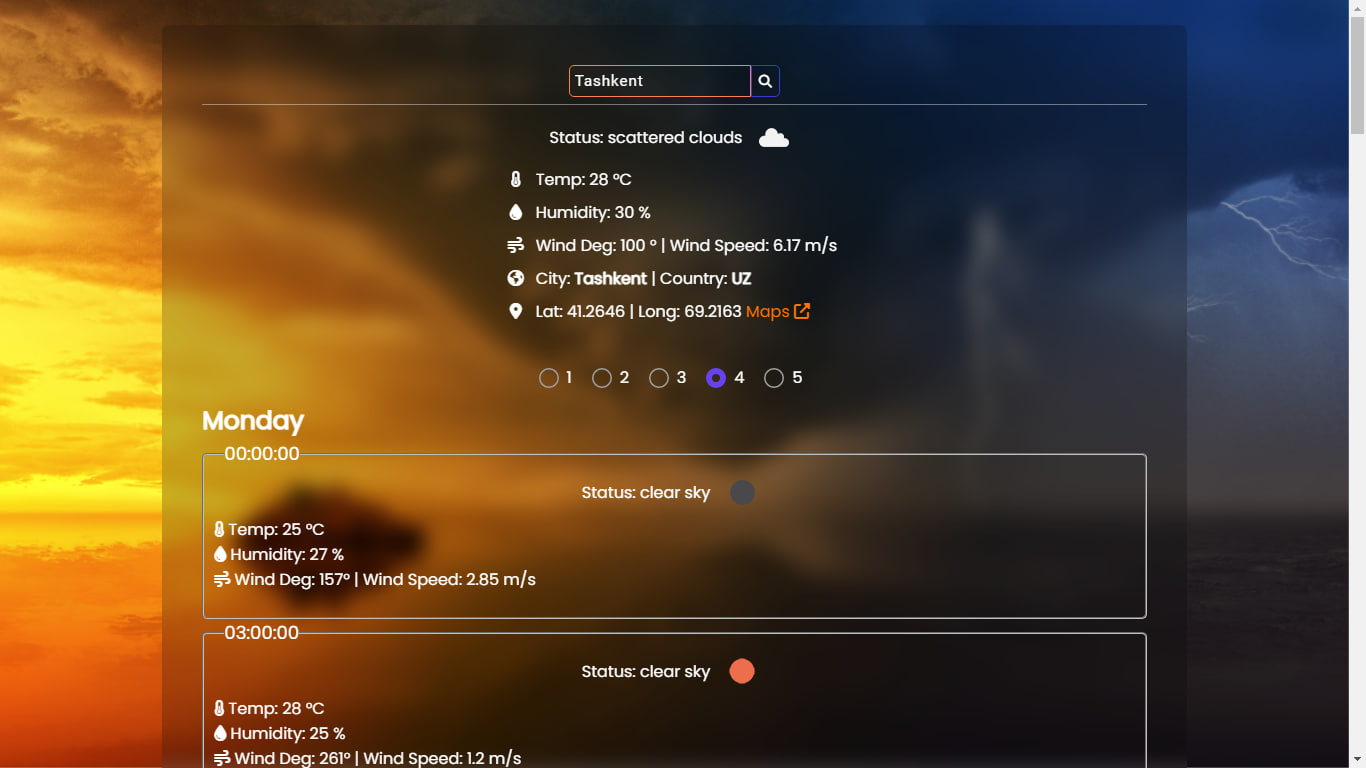 Tashkent
Status: scattered clouds
Temp: 28 °C
Humidity: 30 %
Wind Deg: 100 ° | Wind Speed: 6.17 m/s
City: Tashkent | Country: UZ
Lat: 41.2646 | Long: 69.2163 Maps
1 2 3 4 5
Monday
00:00:00
Status: clear sky
Temp: 25 °C
Humidity: 27 %
Wind Deg: 157° | Wind Speed: 2.85 m/s
03:00:00
Status: clear sky
Temp: 28 °C
Humidity: 25 %
Wind Deg: 261° | Wind Speed: 1.2 m/s